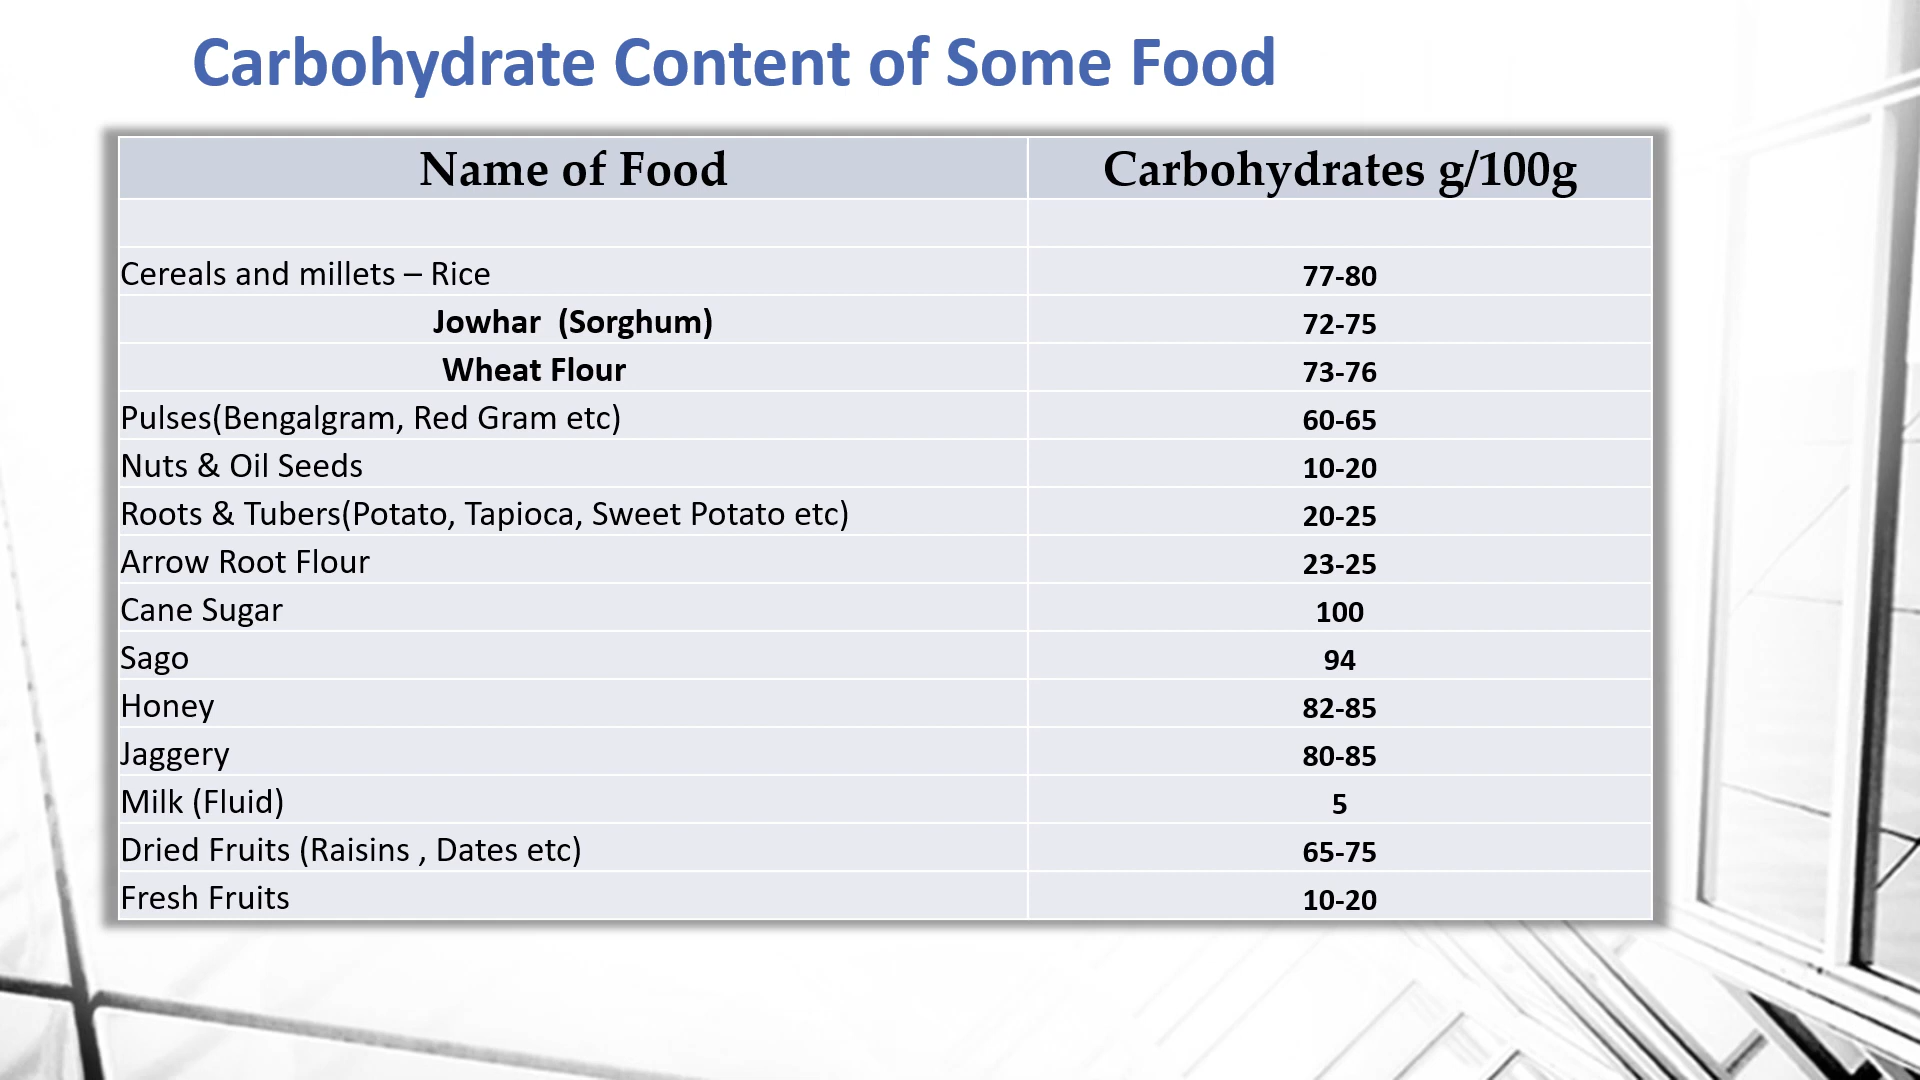 Carbohydrate Content of Some Food
Name of Food Carbohydrates g/100g
Cereals and millets – Rice 77-80
Jowhar (Sorghum) 72-75
Wheat Flour 73-76
Pulses(Bengalgram, Red Gram etc) 60-65
Nuts & Oil Seeds 10-20
Roots & Tubers(Potato, Tapioca, Sweet Potato etc) 20-25
Arrow Root Flour 23-25
Cane Sugar 100
Sago 94
Honey 82-85
Jaggery 80-85
Milk (Fluid) 5
Dried Fruits (Raisins , Dates etc) 65-75
Fresh Fruits 10-20